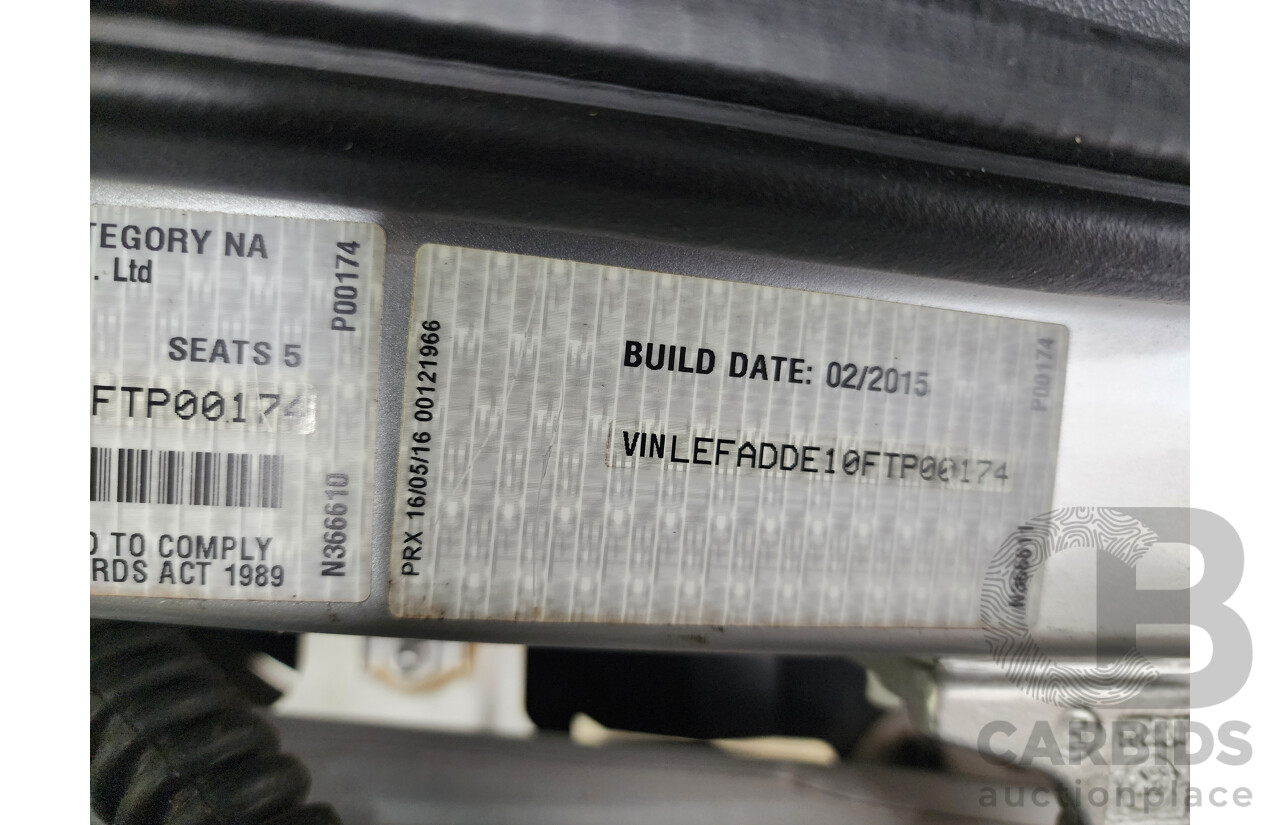 TEGORY NA
. Ltd
SEATS 5
FTP00174
TO COMPLY
RDS ACT 1989
P00174
N366610
PRX 16/05/16 00121966
BUILD DATE: 02/2015
VINLEFADDE10FTP00174
P00174
CARBIDS
auctionplace